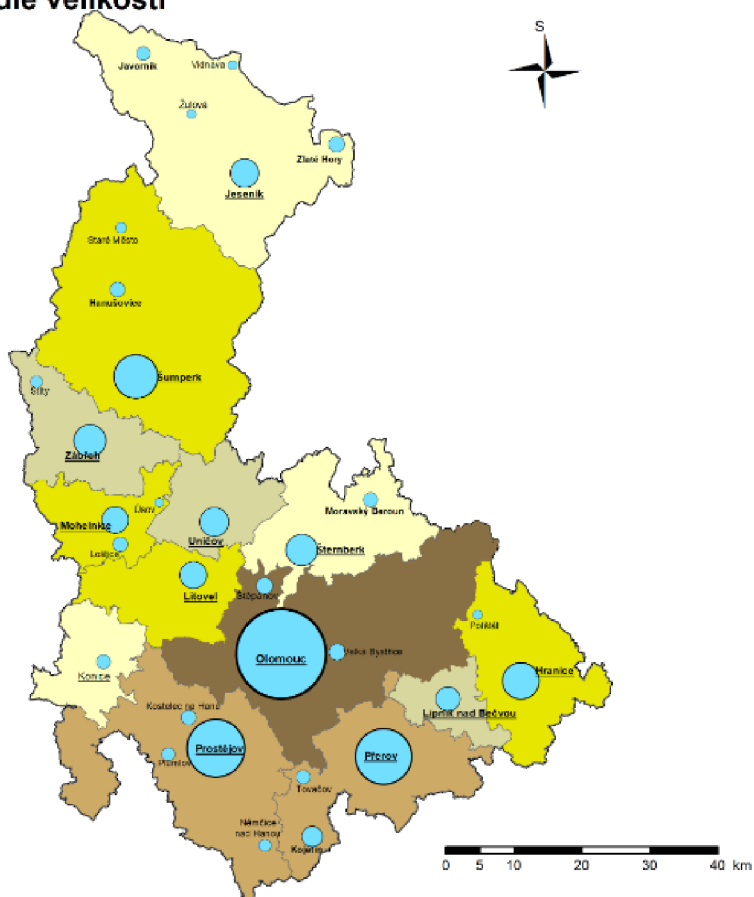 dle velikosti
S
Javorník
Vidnava
Žulová
Zlaté Hory
Jeseník
Staré Město
Hanušovice
Šumperk
Štíty
Zábřeh
Moravský Beroun
Úsov
Mohelnice
Uničov
Loštice
Šternberk
Litovel
Štěpánov
Potštát
Olomouc
Velká Bystřice
Hranice
Konice
Kostelec na Hané
Lipník nad Bečvou
Prostějov
Přerov
Plumlov
Tovačov
Němčice
nad Hanou
Kojetín
0 5 10 20 30 40 km